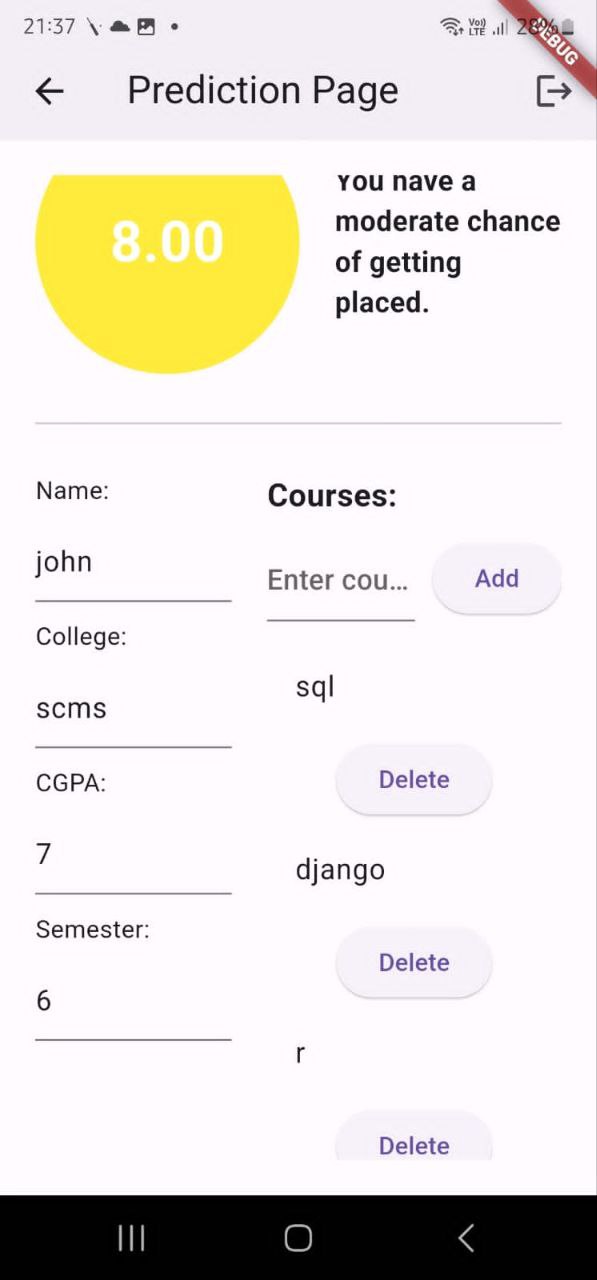 21:37
Vo)) LTE 28%
DEBUG
Prediction Page
8.00
You have a
moderate chance
of getting
placed.
Name:
john
College:
scms
CGPA:
7
Semester:
6
Courses:
Enter cou...
Add
sql
Delete
django
Delete
r
Delete